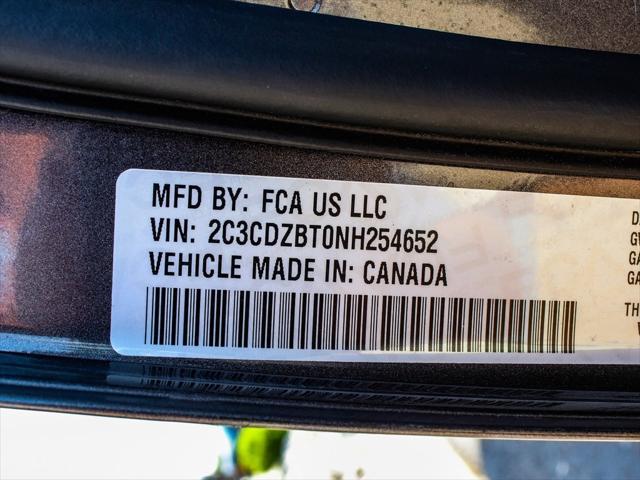 MFD BY: FCA US LLC
VIN: 2C3CDZBT0NH254652
VEHICLE MADE IN: CANADA